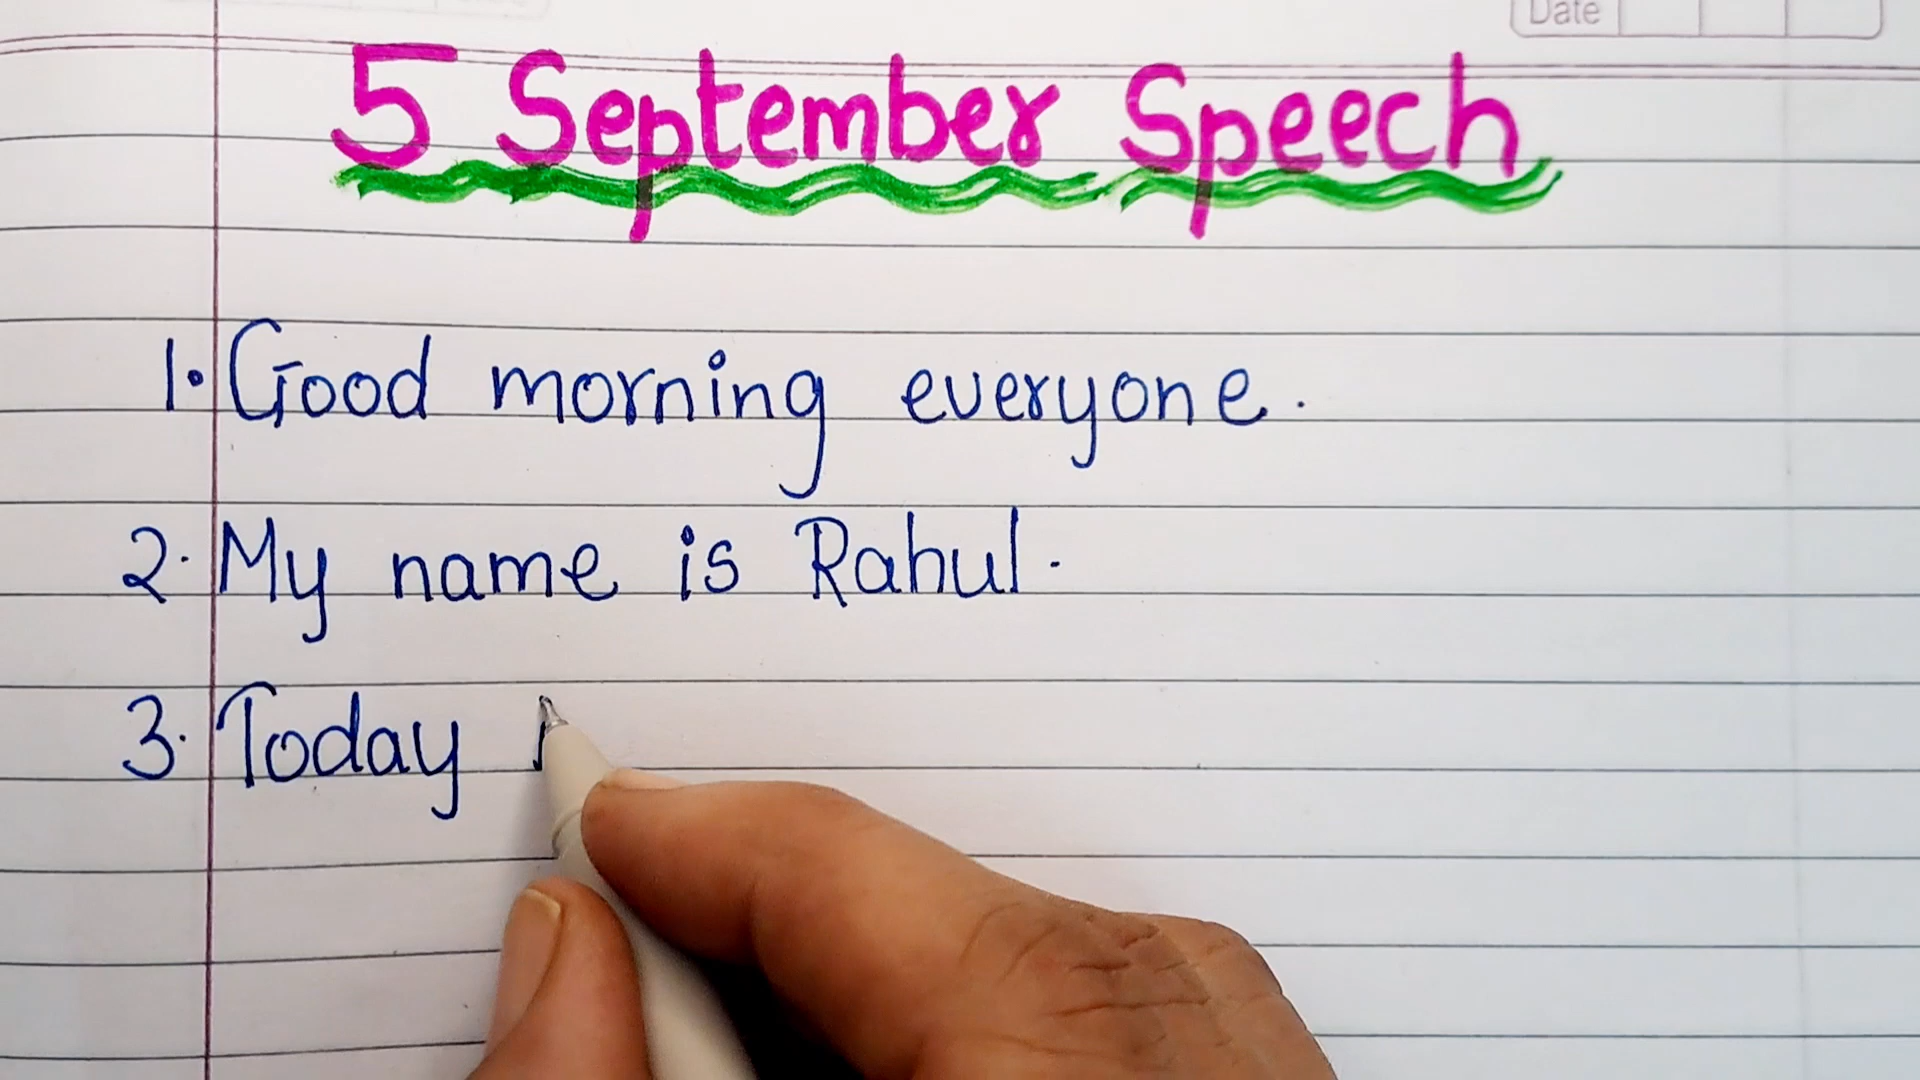 Date
5 September Speech
1. Good morning everyone.
2. My name is Rahul.
3. Today